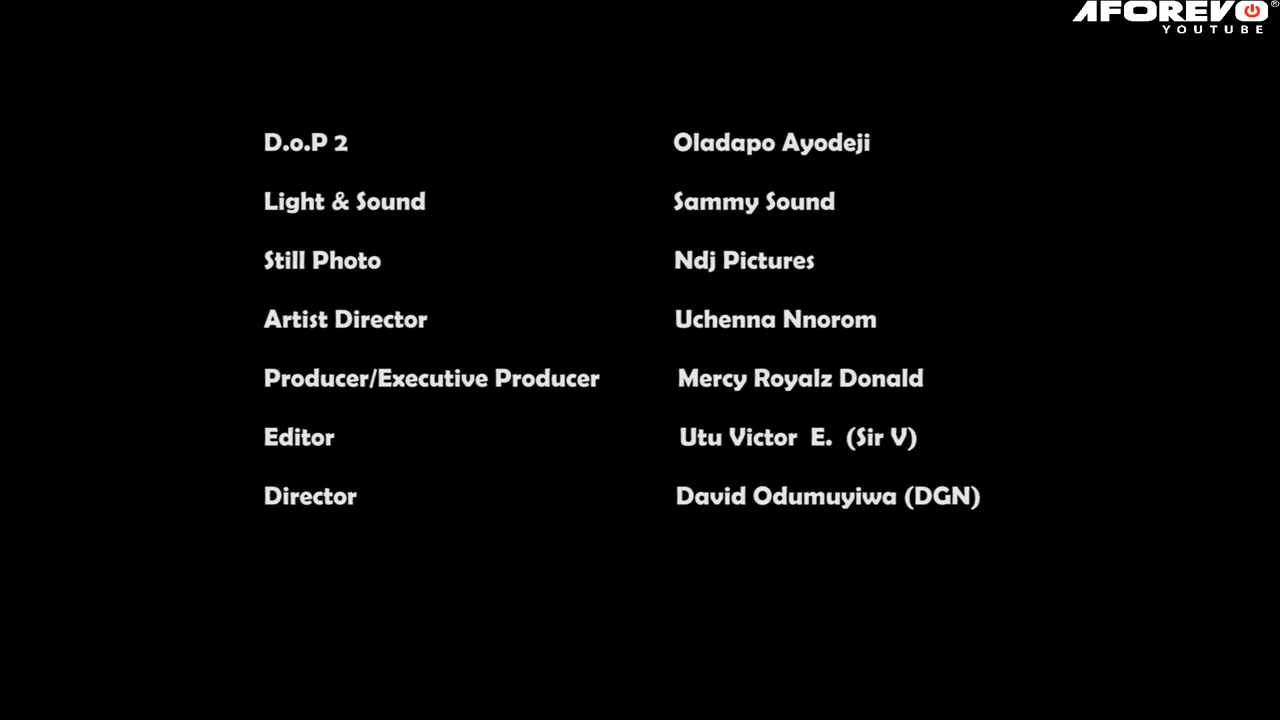 AFOREVO®
YOUTUBE
D.o.P 2 Oladapo Ayodeji
Light & Sound Sammy Sound
Still Photo Ndj Pictures
Artist Director Uchenna Nnorom
Producer/Executive Producer Mercy Royalz Donald
Editor Utu Victor E. (Sir V)
Director David Odumuyiwa (DGN)